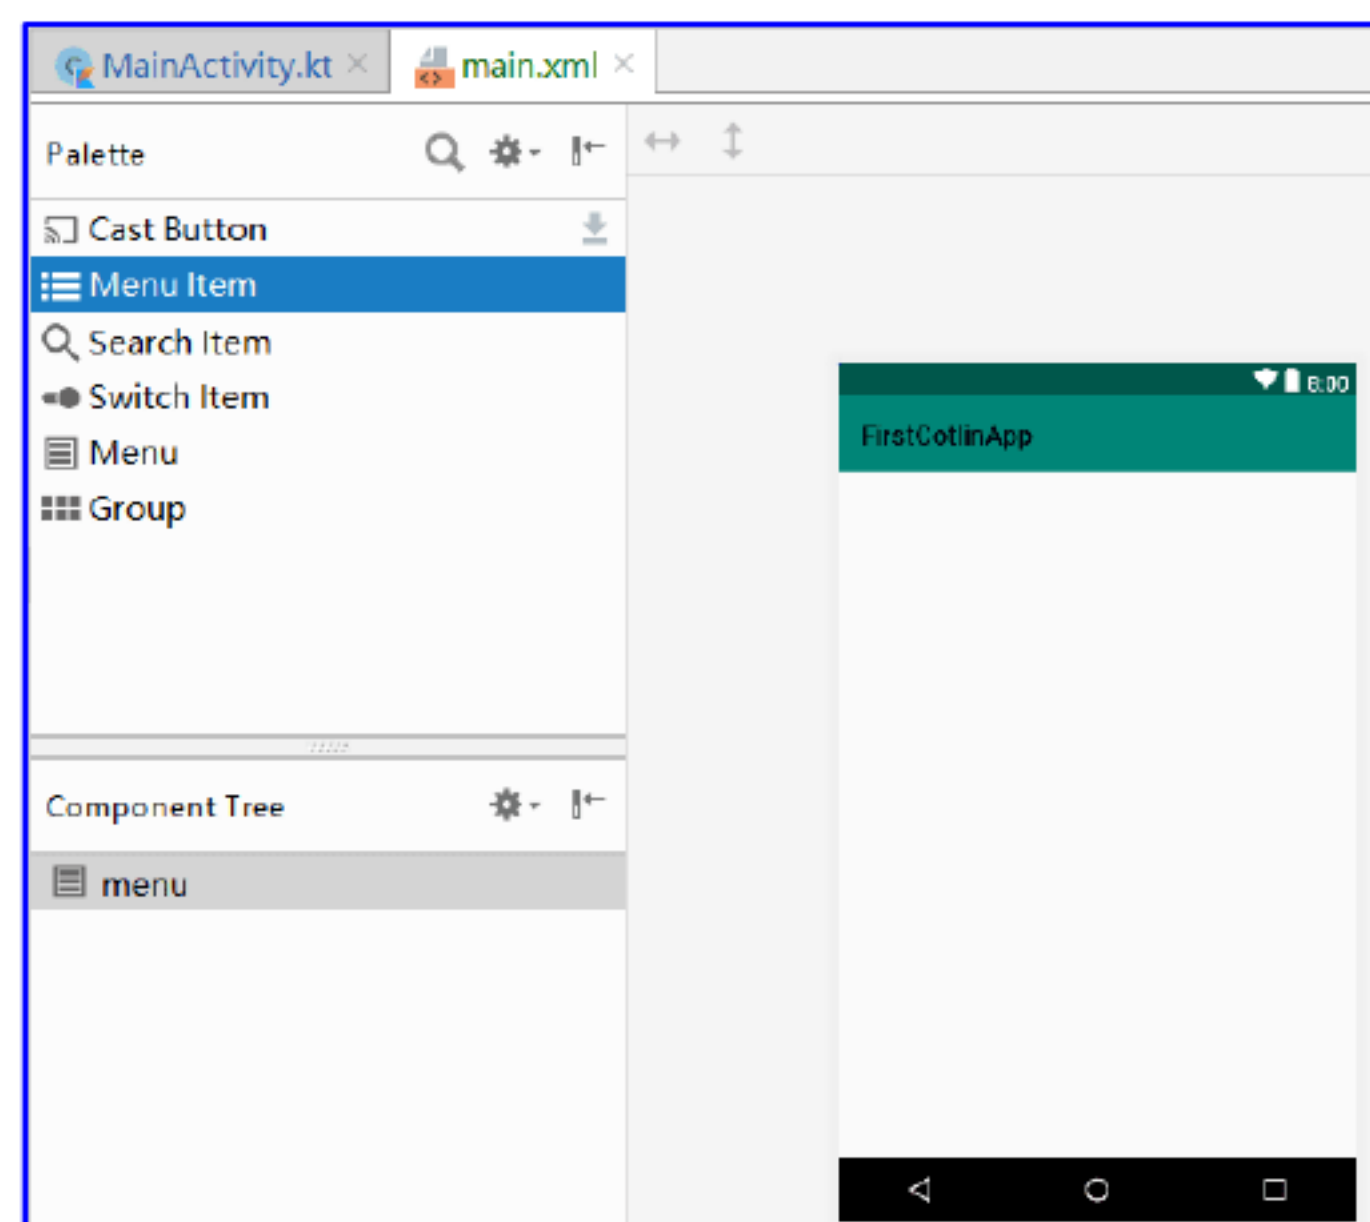 MainActivity.kt
main.xml
Palette
Cast Button
Menu Item
Search Item
Switch Item
Menu
Group
8:00
FirstCotlinApp
Component Tree
menu